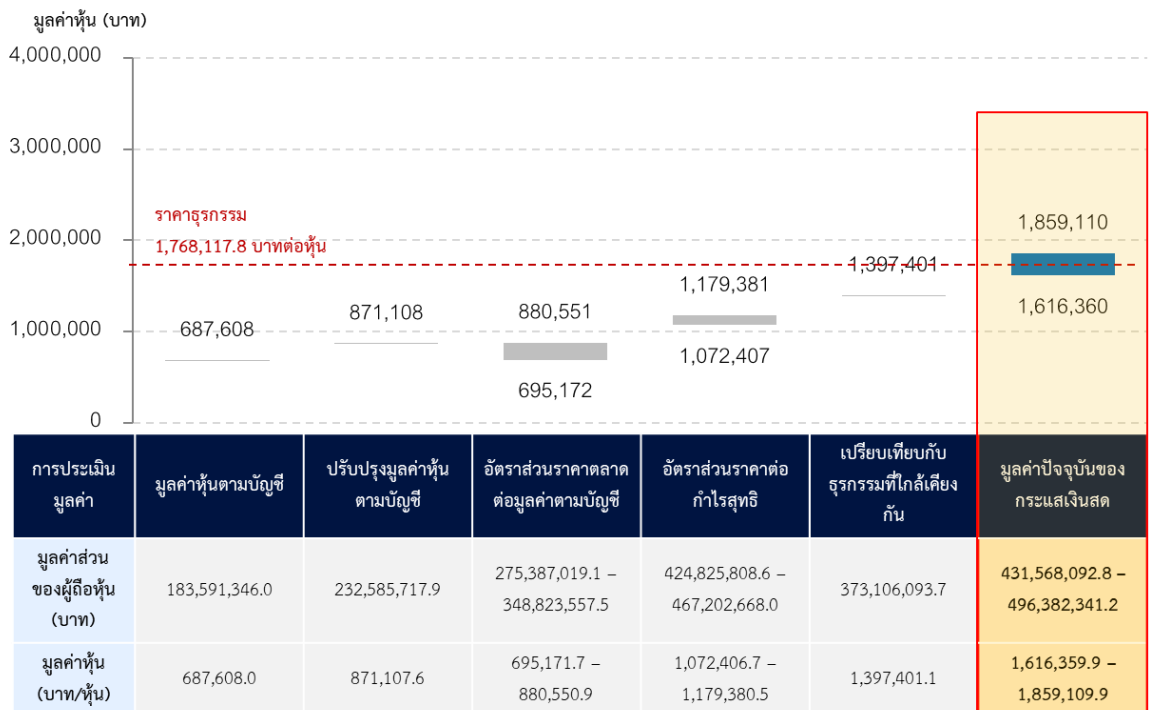 มูลค่าหุ้น (บาท)
4,000,000
3,000,000
2,000,000
1,000,000
0
ราคาธุรกรรม
1,768,117.8 บาทต่อหุ้น
687,608
871,108
880,551
695,172
1,179,381
1,072,407
1,397,401
1,859,110
1,616,360
การประเมิน
มูลค่า
มูลค่าหุ้นตามบัญชี
ปรับปรุงมูลค่าหุ้น
ตามบัญชี
อัตราส่วนราคาตลาด
ต่อมูลค่าตามบัญชี
อัตราส่วนราคาต่อ
กำไรสุทธิ
เปรียบเทียบกับ
ธุรกรรมที่ใกล้เคียง
กัน
มูลค่าปัจจุบันของ
กระแสเงินสด
มูลค่าส่วน
ของผู้ถือหุ้น
(บาท)
183,591,346.0
232,585,717.9
275,387,019.1 –
348,823,557.5
424,825,808.6 –
467,202,668.0
373,106,093.7
431,568,092.8 –
496,382,341.2
มูลค่าหุ้น
(บาท/หุ้น)
687,608.0
871,107.6
695,171.7 –
880,550.9
1,072,406.7 –
1,179,380.5
1,397,401.1
1,616,359.9 –
1,859,109.9